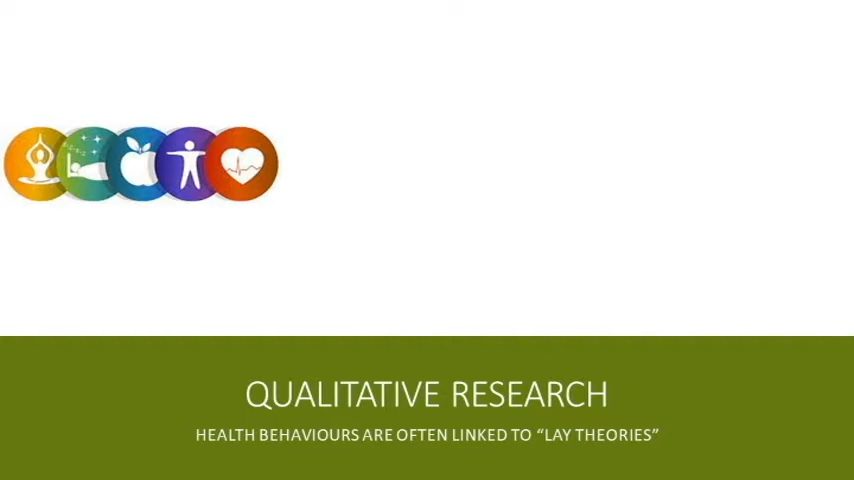 QUALITATIVE RESEARCH
HEALTH BEHAVIOURS ARE OFTEN LINKED TO “LAY THEORIES”